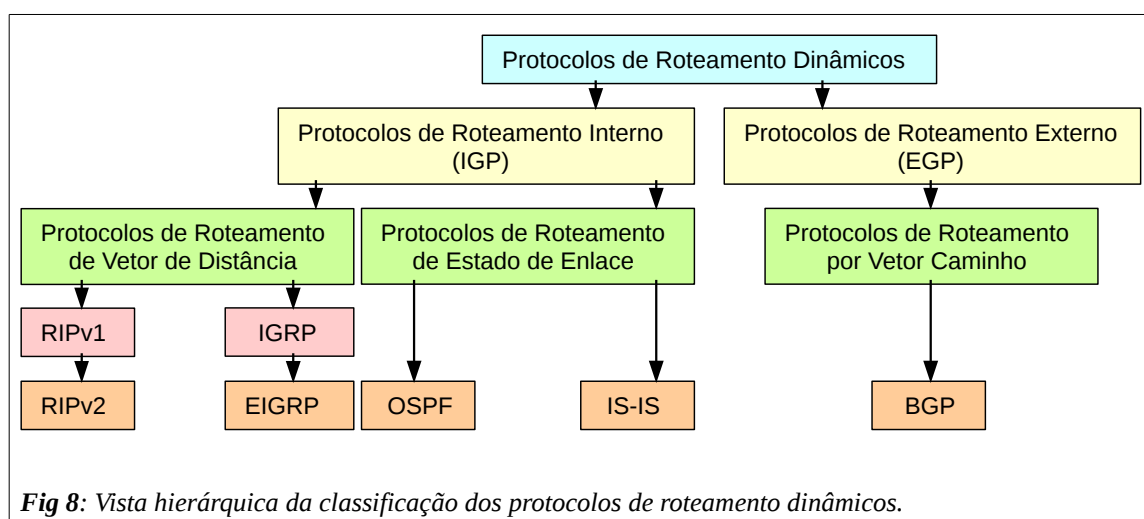 Protocolos de Roteamento Dinâmicos
Protocolos de Roteamento Interno
(IGP)
Protocolos de Roteamento Externo
(EGP)
Protocolos de Roteamento
de Vetor de Distância
Protocolos de Roteamento
de Estado de Enlace
Protocolos de Roteamento
por Vetor Caminho
RIPv1
IGRP
RIPv2
EIGRP
OSPF
IS-IS
BGP
Fig 8: Vista hierárquica da classificação dos protocolos de roteamento dinâmicos.